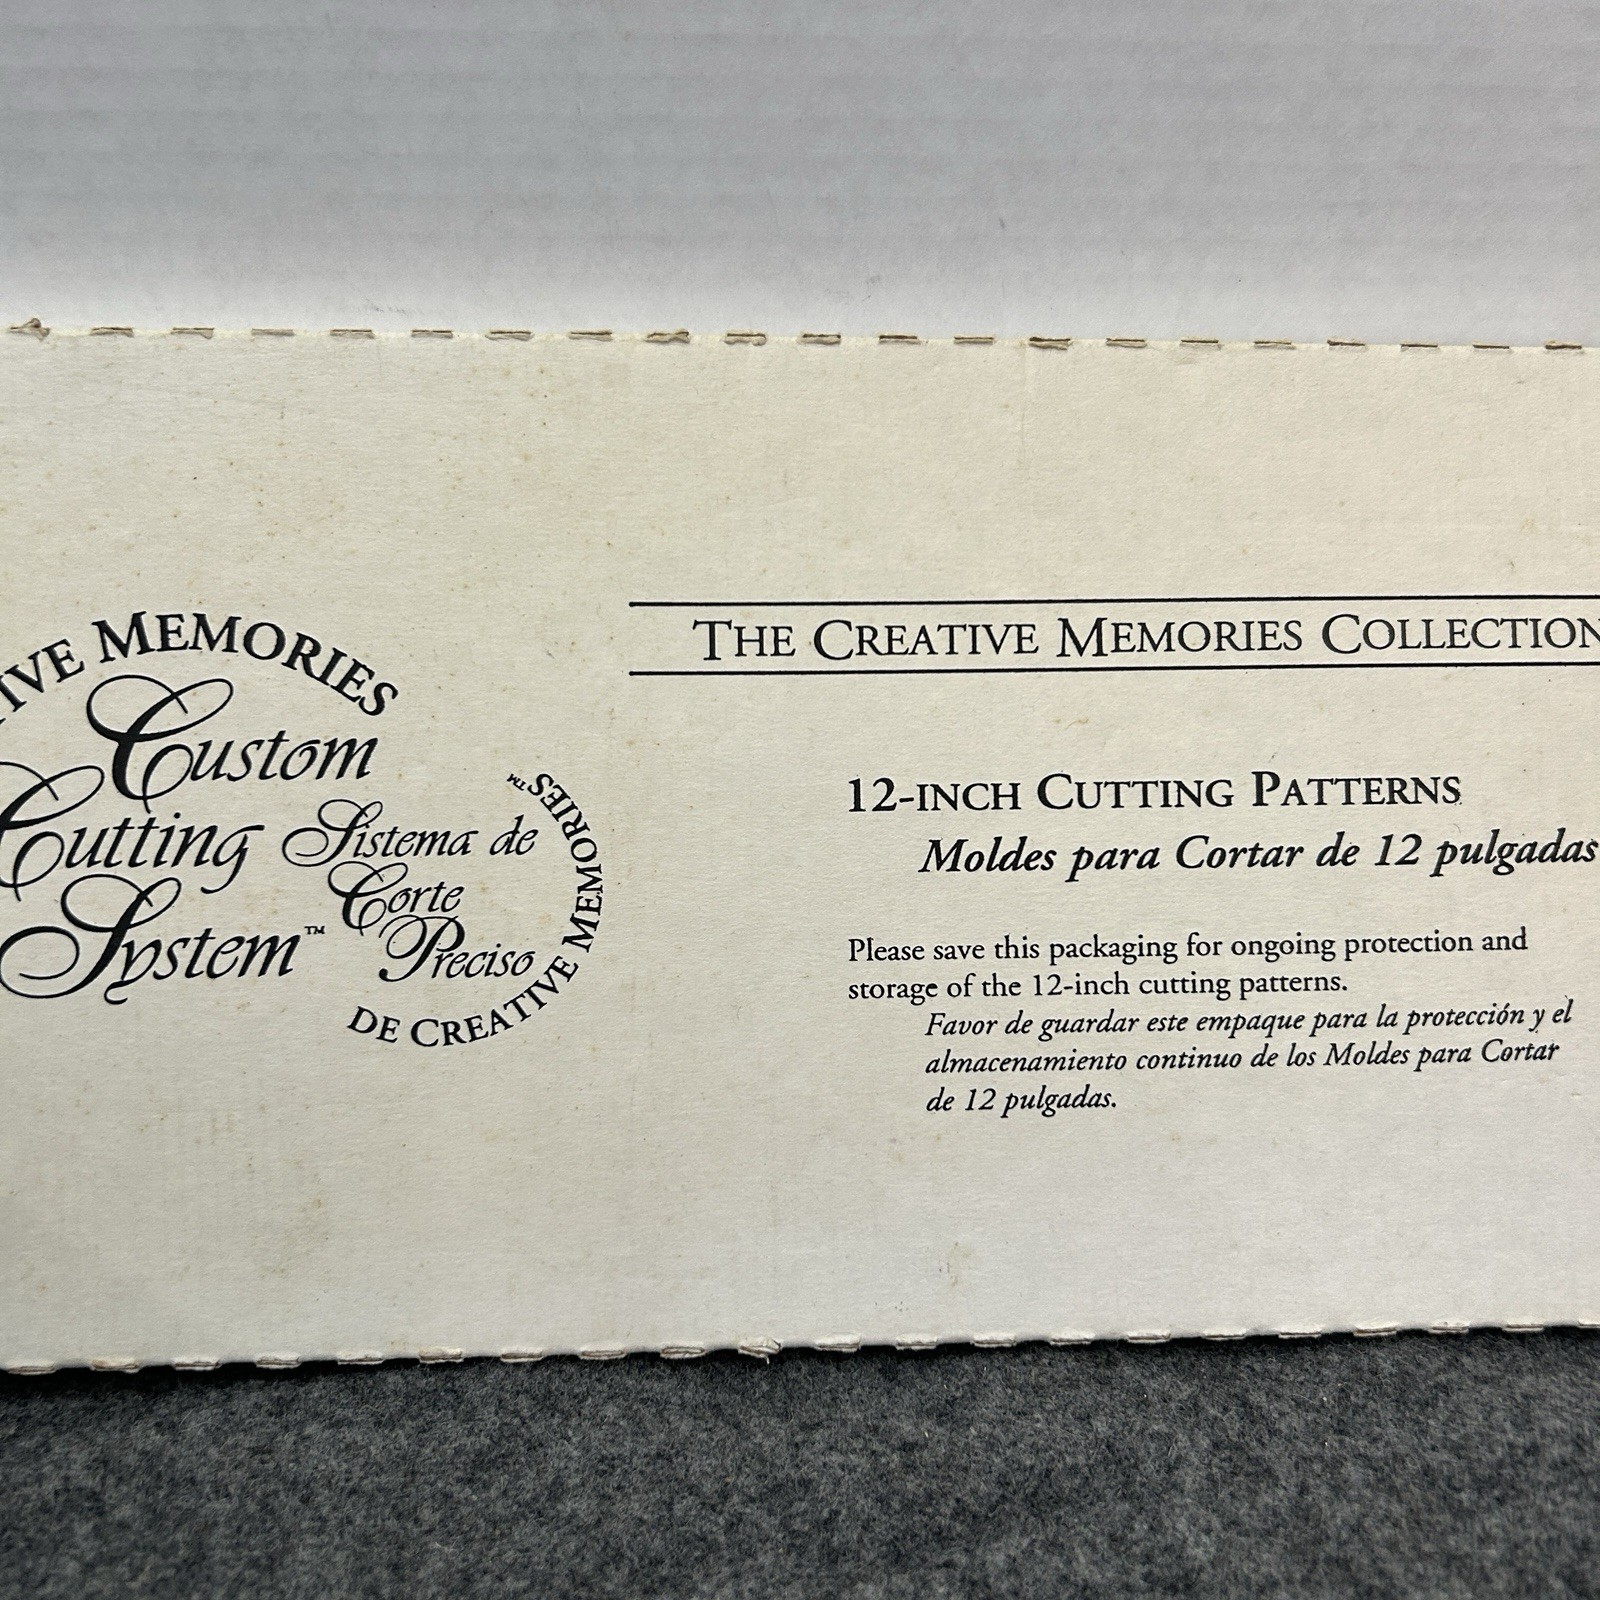 MEMORIES
Custom
Cutting
System™
Sistema de
Corte
Preciso
DE CREATIVE MEMORIES™
THE CREATIVE MEMORIES COLLECTION
12-INCH CUTTING PATTERNS
Moldes para Cortar de 12 pulgadas
Please save this packaging for ongoing protection and
storage of the 12-inch cutting patterns.
Favor de guardar este empaque para la protección y el
almacenamiento continuo de los Moldes para Cortar
de 12 pulgadas.